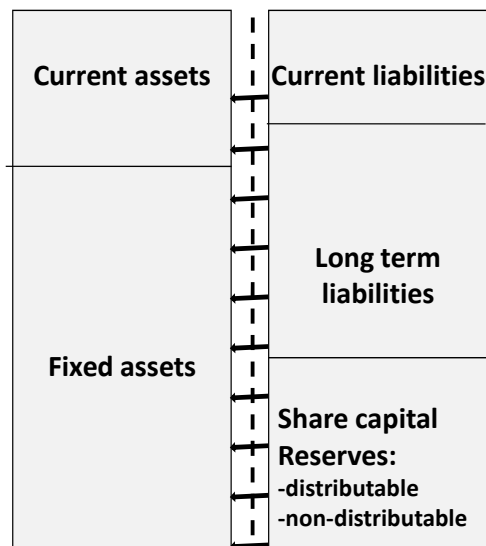 Current assets
Fixed assets
Current liabilities
Long term
liabilities
Share capital
Reserves:
-distributable
-non-distributable